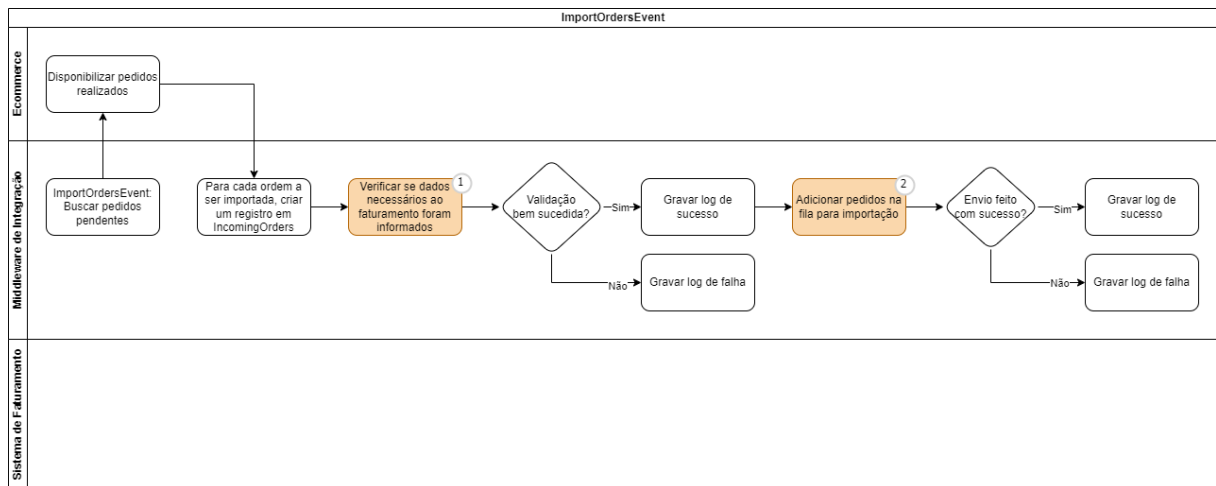 ImportOrdersEvent
Ecommerce
Disponibilizar pedidos
realizados
Middleware de Integração
ImportOrdersEvent:
Buscar pedidos
pendentes
Para cada ordem a
ser importada, criar
um registro em
IncomingOrders
1
Verificar se dados
necessários ao
faturamento foram
informados
Validação
bem sucedida?
Sim
Gravar log de
sucesso
Não
Gravar log de falha
2
Adicionar pedidos na
fila para importação
Envio feito
com sucesso?
Sim
Gravar log de
sucesso
Não
Gravar log de falha
Sistema de Faturamento